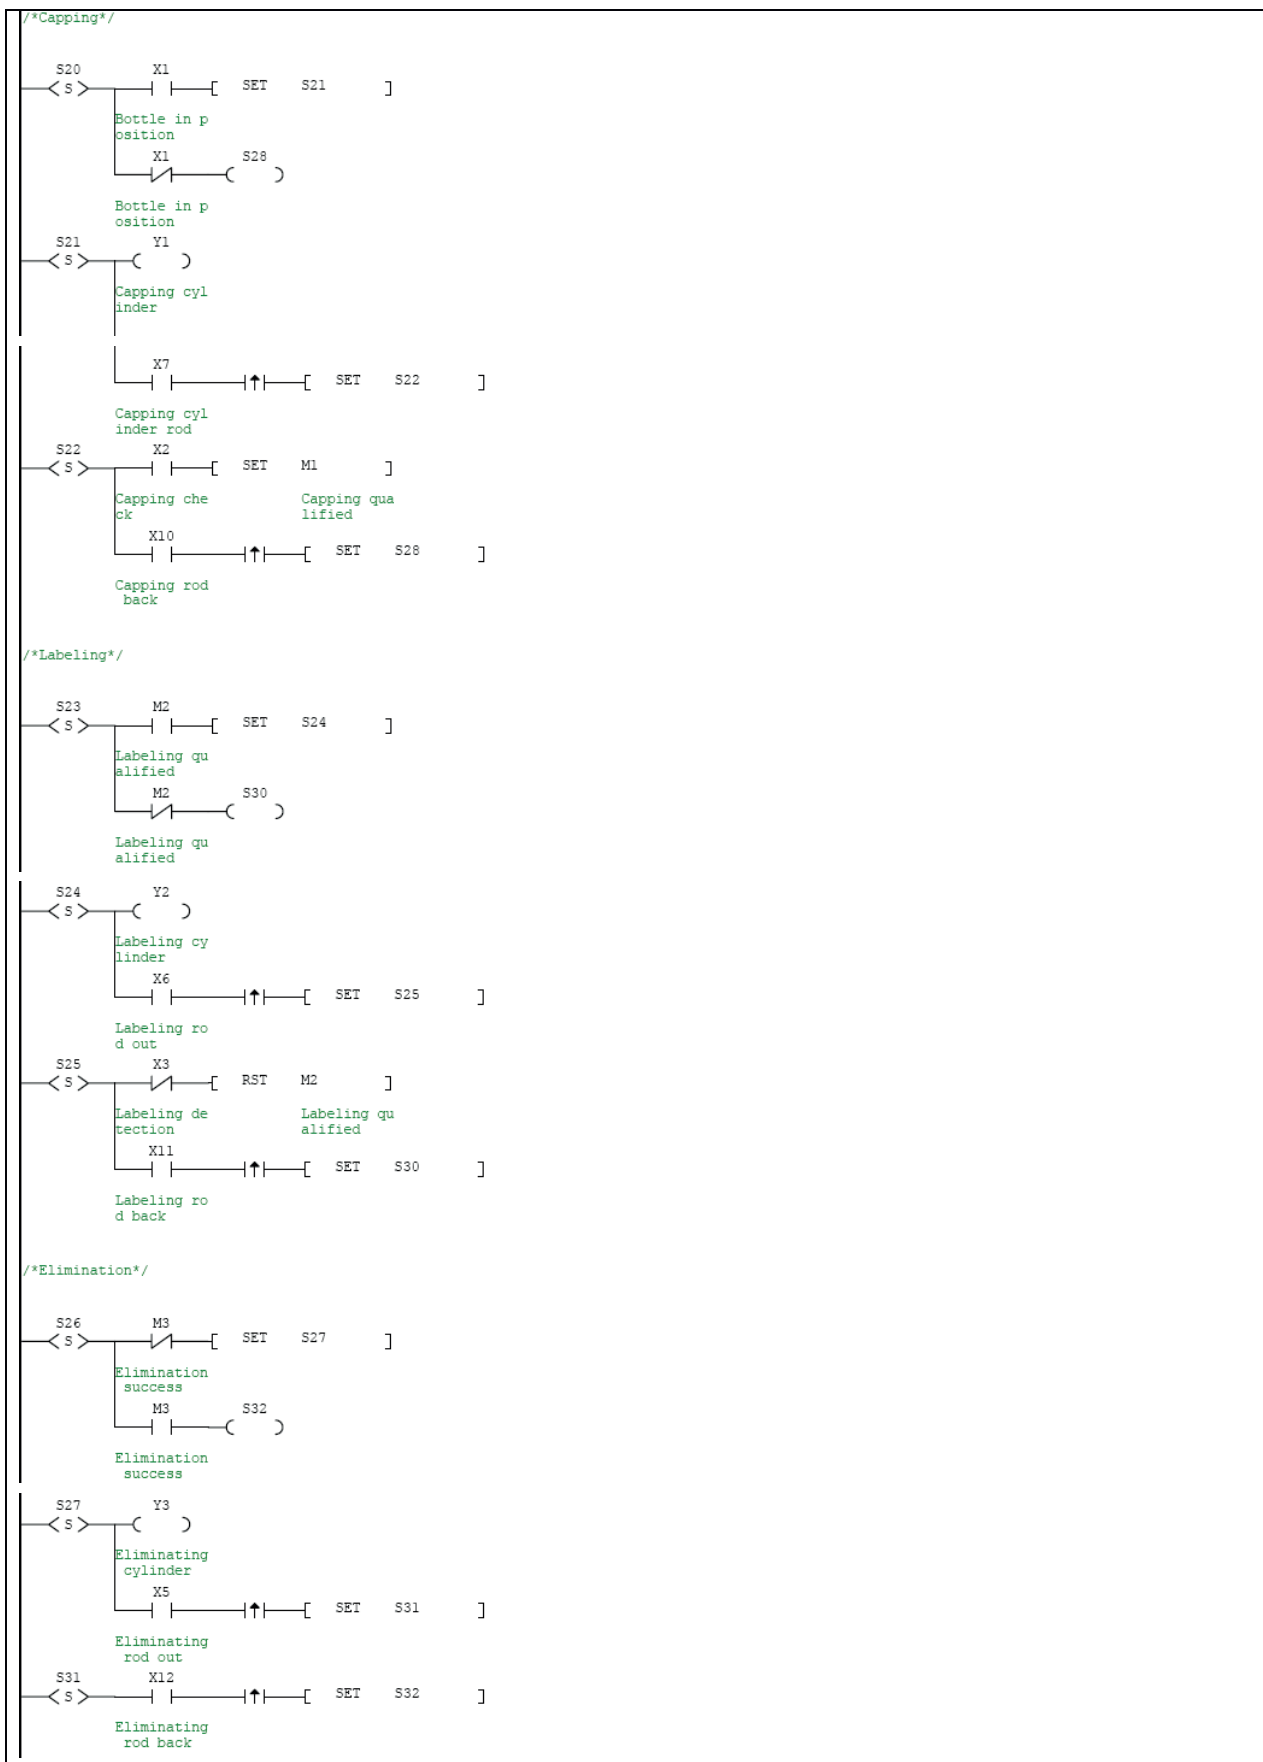 /*Capping*/
S20 X1
S SET S21
Bottle in p
osition
X1 S28
Bottle in p
osition
S21 Y1
S
Capping cyl
inder
X7
SET S22
Capping cyl
inder rod
S22 X2
S SET M1
Capping che Capping qua
ck lified
X10
SET S28
Capping rod
back
/*Labeling*/
S23 M2
S SET S24
Labeling qu
alified
M2 S30
Labeling qu
alified
S24 Y2
S
Labeling cy
linder
X6
SET S25
Labeling ro
d out
S25 X3
S RST M2
Labeling de Labeling qu
tection alified
X11
SET S30
Labeling ro
d back
/*Elimination*/
S26 M3
S SET S27
Elimination
success
M3 S32
Elimination
success
S27 Y3
S
Eliminating
cylinder
X5
SET S31
Eliminating
rod out
S31 X12
S SET S32
Eliminating
rod back